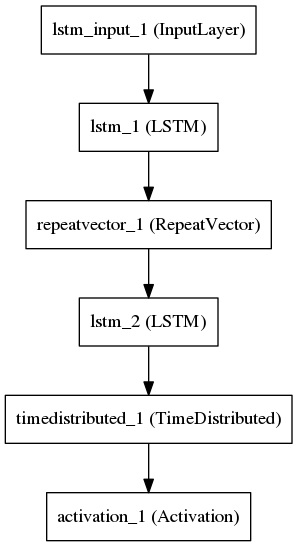 lstm_input_1 (InputLayer)
lstm_1 (LSTM)
repeatvector_1 (RepeatVector)
lstm_2 (LSTM)
timedistributed_1 (TimeDistributed)
activation_1 (Activation)